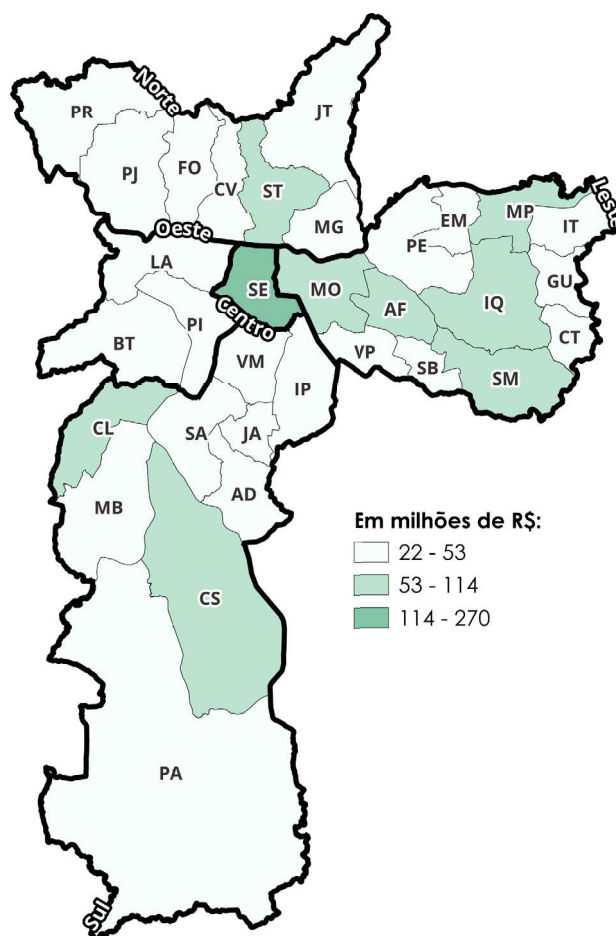 Norte
PR
JT
PJ
FO
CV
ST
MG
Oeste
Leste
EM
MP
IT
PE
LA
SE
MO
AF
IQ
GU
Centro
PI
BT
VM
IP
VP
SB
CT
SM
CL
SA
JA
MB
AD
Em milhões de R$:
22 - 53
53 - 114
114 - 270
CS
PA
Sul